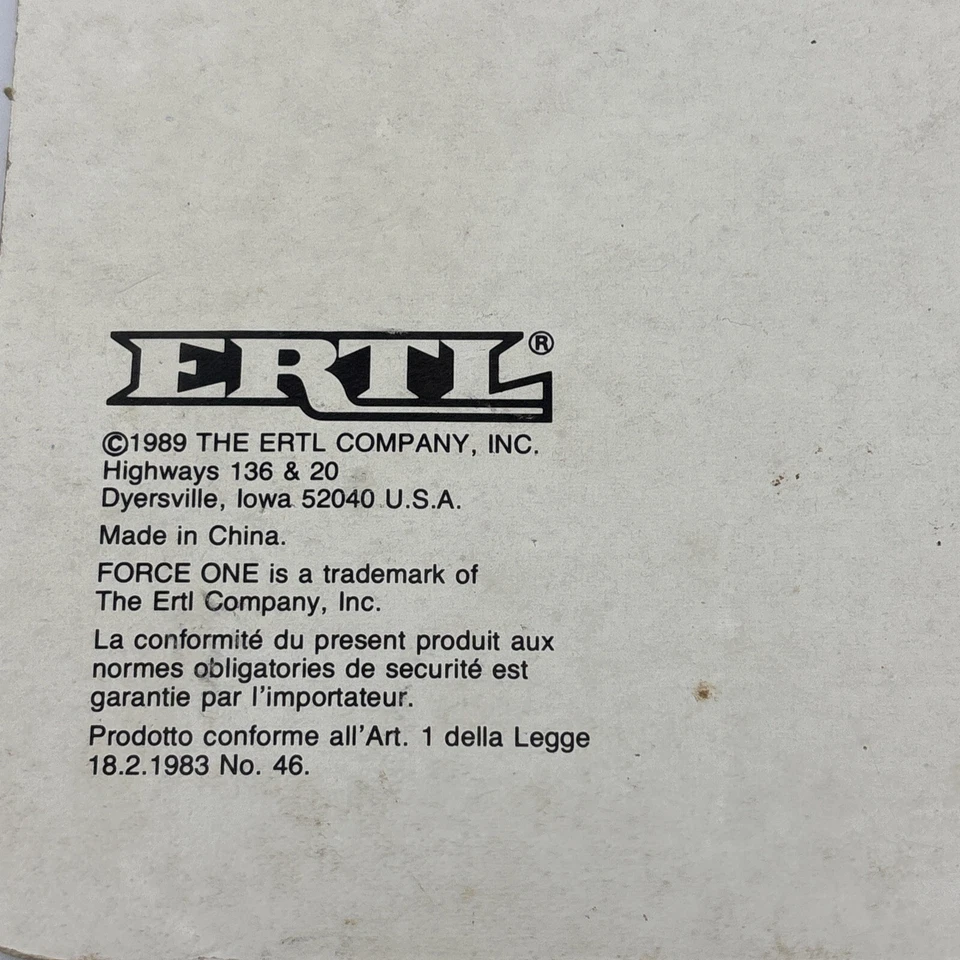 ERTL®
©1989 THE ERTL COMPANY, INC.
Highways 136 & 20
Dyersville, Iowa 52040 U.S.A.
Made in China.
FORCE ONE is a trademark of
The Ertl Company, Inc.
La conformité du present produit aux
normes obligatories de securité est
garantie par l'importateur.
Prodotto conforme all'Art. 1 della Legge
18.2.1983 No. 46.